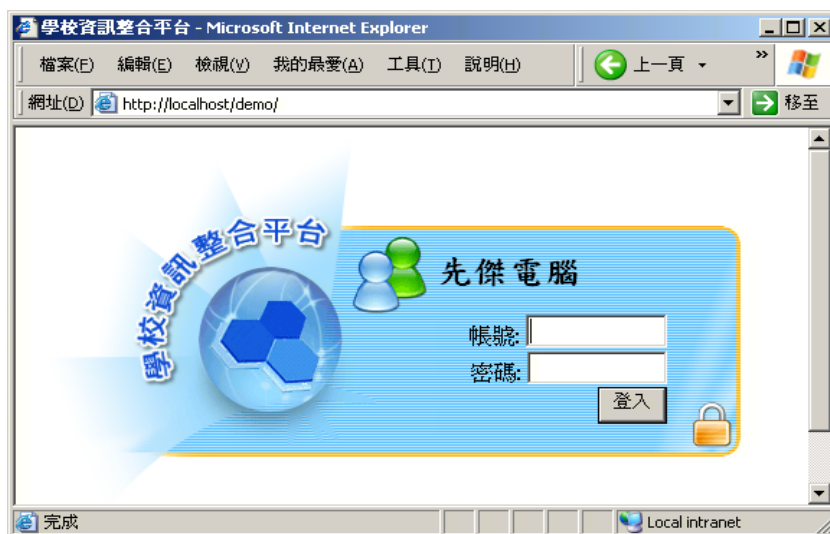 學校資訊整合平台 - Microsoft Internet Explorer
檔案(F) 編輯(E) 檢視(V) 我的最愛(A) 工具(T) 說明(H) 上一頁 »
網址(D) http://localhost/demo/ 移至
學校資訊整合平台
先傑電腦
帳號:
密碼:
登入
完成 Local intranet